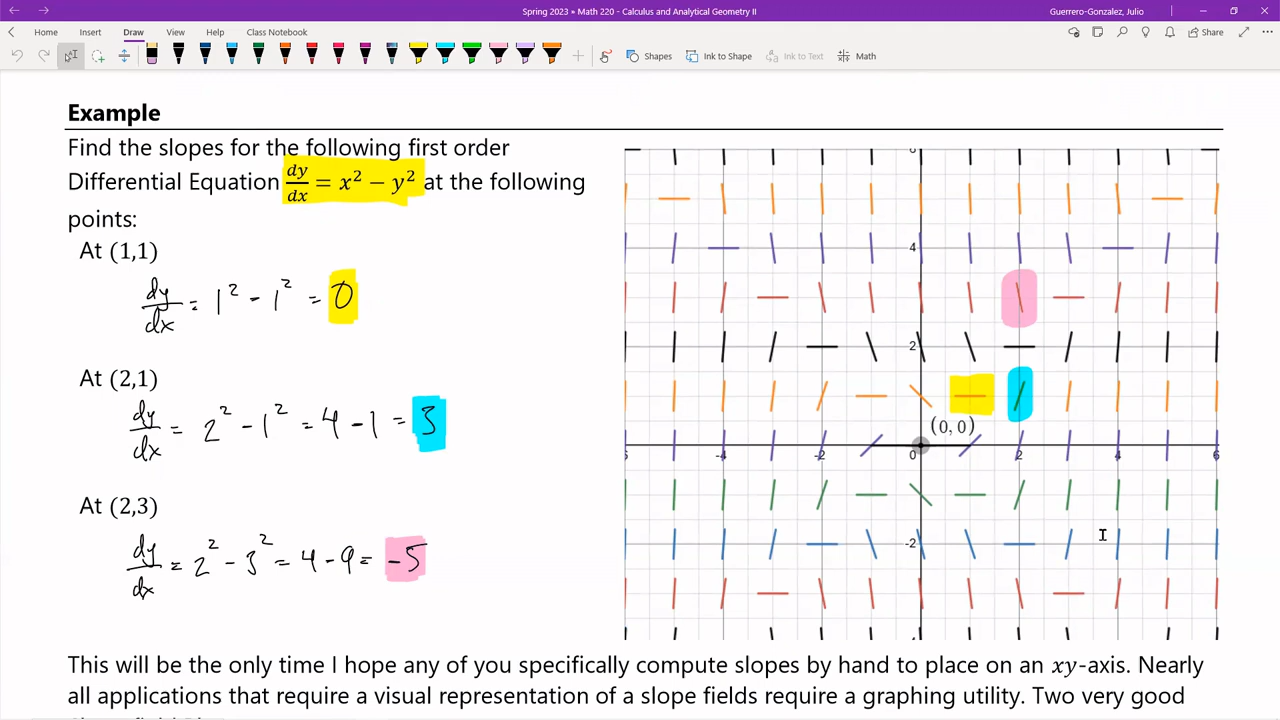 Spring 2023 » Math 220 - Calculus and Analytical Geometry II
Guerrero-Gonzalez, Julio
Home Insert Draw View Help Class Notebook
Share
Shapes Ink to Shape Ink to Text Math
Example
Find the slopes for the following first order
Differential Equation dy/dx = x² − y² at the following
points:
At (1,1)
dy/dx = 1² - 1² = 0
At (2,1)
dy/dx = 2² - 1² = 4 - 1 = 3
At (2,3)
dy/dx = 2² - 3² = 4 - 9 = -5
4
2
(0, 0)
-4 -2 0 2 4 6
-2
This will be the only time I hope any of you specifically compute slopes by hand to place on an xy-axis. Nearly
all applications that require a visual representation of a slope fields require a graphing utility. Two very good